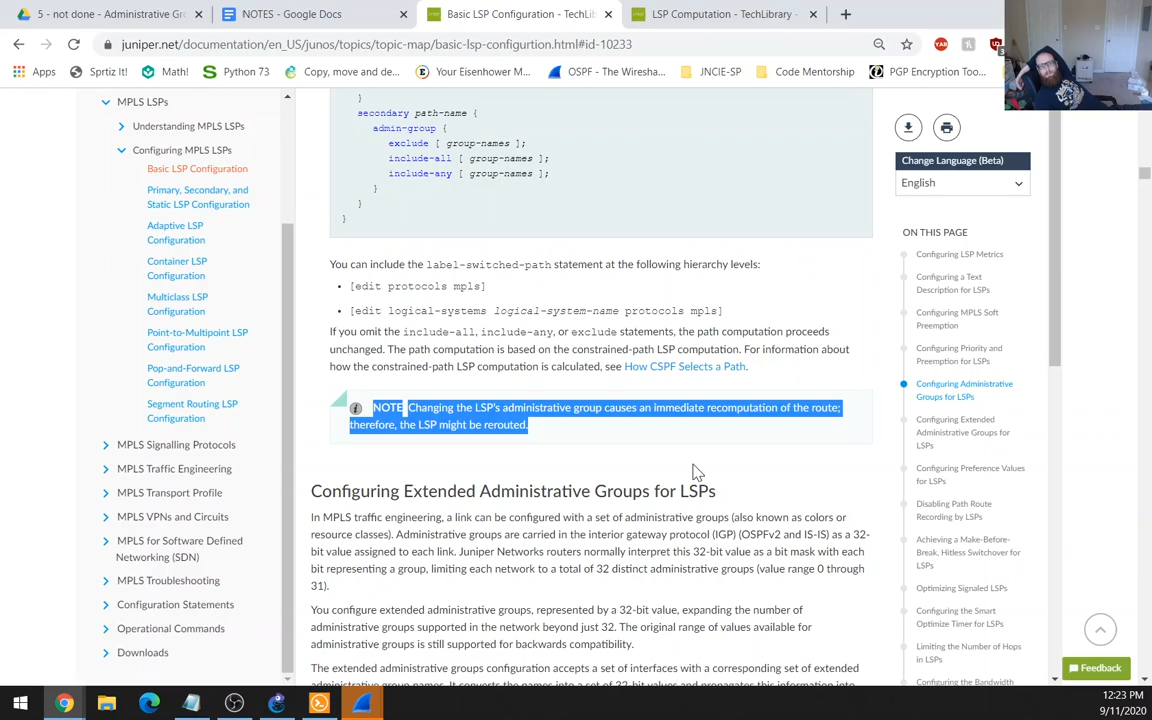 5 - not done - Administrative Gr
NOTES - Google Docs
Basic LSP Configuration - TechLib
LSP Computation - TechLibrary -
juniper.net/documentation/en_US/junos/topics/topic-map/basic-lsp-configurtion.html#id-10233
Apps
Sprtiz It!
Math!
Python 73
Copy, move and de...
Your Eisenhower M...
OSPF - The Wiresha...
JNCIE-SP
Code Mentorship
PGP Encryption Too...
MPLS LSPs
Understanding MPLS LSPs
Configuring MPLS LSPs
Basic LSP Configuration
Primary, Secondary, and
Static LSP Configuration
Adaptive LSP
Configuration
Container LSP
Configuration
Multiclass LSP
Configuration
Point-to-Multipoint LSP
Configuration
Pop-and-Forward LSP
Configuration
Segment Routing LSP
Configuration
MPLS Signalling Protocols
MPLS Traffic Engineering
MPLS Transport Profile
MPLS VPNs and Circuits
MPLS for Software Defined
Networking (SDN)
MPLS Troubleshooting
Configuration Statements
Operational Commands
Downloads
}
secondary path-name {
admin-group {
exclude [ group-names ];
include-all [ group-names ];
include-any [ group-names ];
}
}
}
You can include the label-switched-path statement at the following hierarchy levels:
• [edit protocols mpls]
• [edit logical-systems logical-system-name protocols mpls]
If you omit the include-all, include-any, or exclude statements, the path computation proceeds
unchanged. The path computation is based on the constrained-path LSP computation. For information about
how the constrained-path LSP computation is calculated, see How CSPF Selects a Path.
NOTE Changing the LSP's administrative group causes an immediate recomputation of the route;
therefore, the LSP might be rerouted.
Configuring Extended Administrative Groups for LSPs
In MPLS traffic engineering, a link can be configured with a set of administrative groups (also known as colors or
resource classes). Administrative groups are carried in the interior gateway protocol (IGP) (OSPFv2 and IS-IS) as a 32-
bit value assigned to each link. Juniper Networks routers normally interpret this 32-bit value as a bit mask with each
bit representing a group, limiting each network to a total of 32 distinct administrative groups (value range 0 through
31).
You configure extended administrative groups, represented by a 32-bit value, expanding the number of
administrative groups supported in the network beyond just 32. The original range of values available for
administrative groups is still supported for backwards compatibility.
The extended administrative groups configuration accepts a set of interfaces with a corresponding set of extended
administrative group names. It converts the names into a set of 32-bit values and propagates this information into
Change Language (Beta)
English
ON THIS PAGE
Configuring LSP Metrics
Configuring a Text
Description for LSPs
Configuring MPLS Soft
Preemption
Configuring Priority and
Preemption for LSPs
Configuring Administrative
Groups for LSPs
Configuring Extended
Administrative Groups for
LSPs
Configuring Preference Values
for LSPs
Disabling Path Route
Recording by LSPs
Achieving a Make-Before-
Break, Hitless Switchover for
LSPs
Optimizing Signaled LSPs
Configuring the Smart
Optimize Timer for LSPs
Limiting the Number of Hops
in LSPs
Configuring the Bandwidth
Feedback
12:23 PM
9/11/2020